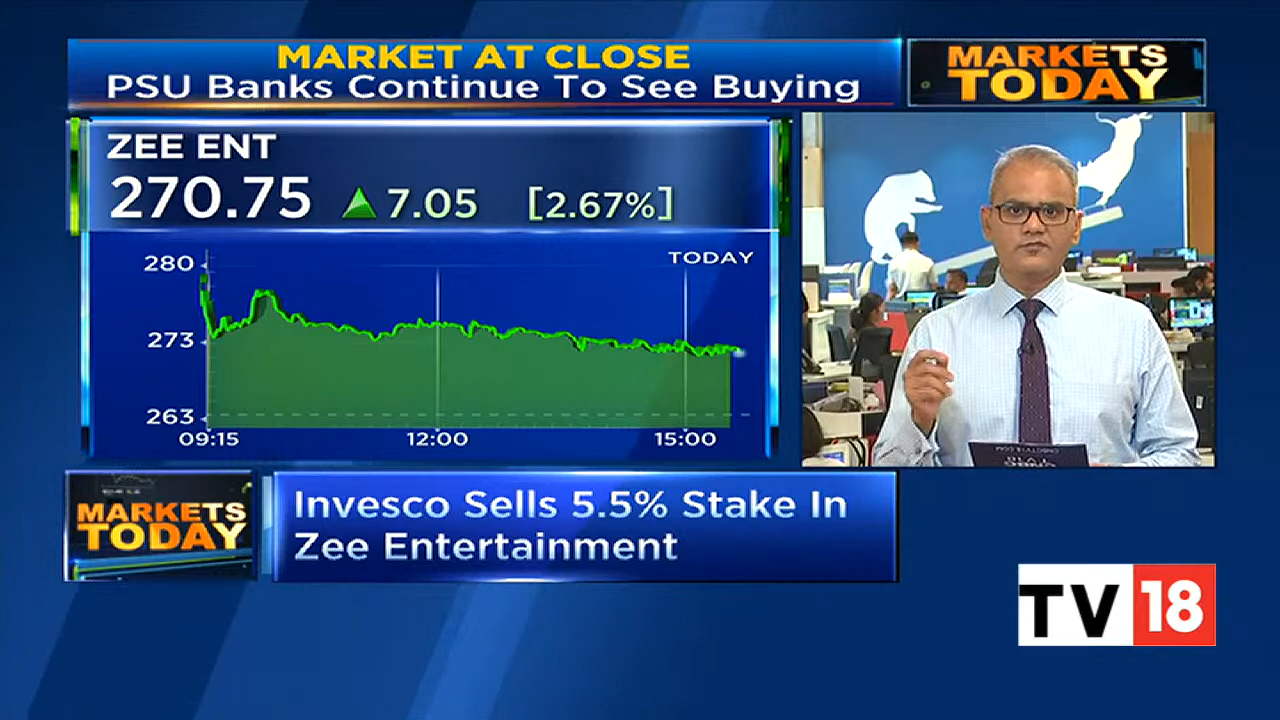 MARKET AT CLOSE
PSU Banks Continue To See Buying
MARKETS
TODAY
ZEE ENT
270.75 ▲ 7.05 [2.67%]
TODAY
280
273
263
09:15 12:00 15:00
MARKETS
TODAY
Invesco Sells 5.5% Stake In
Zee Entertainment
TV 18